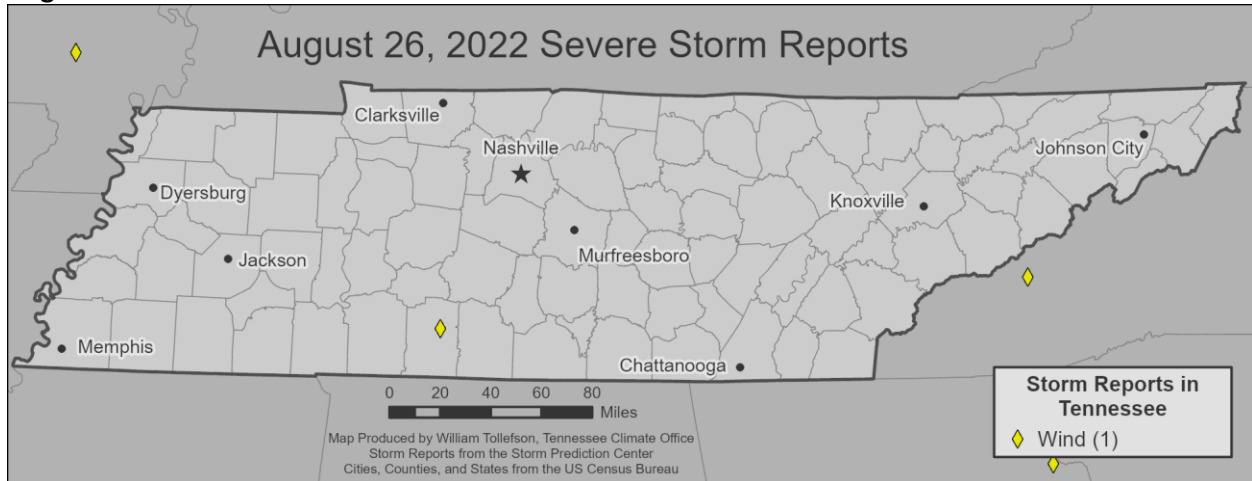 August 26, 2022 Severe Storm Reports
Clarksville
Nashville
Johnson City
Dyersburg
Knoxville
Jackson
Murfreesboro
Memphis
Chattanooga
0 20 40 60 80
Miles
Map Produced by William Tollefson, Tennessee Climate Office
Storm Reports from the Storm Prediction Center
Cities, Counties, and States from the US Census Bureau
Storm Reports in
Tennessee
Wind (1)